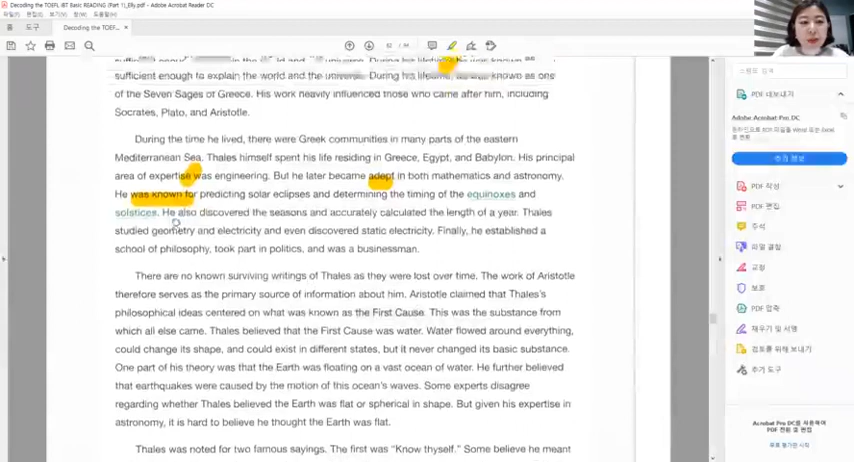 Decoding the TOEFL iBT Basic READING (Part 1)_Elly.pdf - Adobe Acrobat Reader DC
홈 도구 Decoding the TOEF... ×
sufficient enough to explain the world and the universe. During his lifetime, he was known as one
of the Seven Sages of Greece. His work heavily influenced those who came after him, including
Socrates, Plato, and Aristotle.
During the time he lived, there were Greek communities in many parts of the eastern
Mediterranean Sea. Thales himself spent his life residing in Greece, Egypt, and Babylon. His principal
area of expertise was engineering. But he later became adept in both mathematics and astronomy.
He was known for predicting solar eclipses and determining the timing of the equinoxes and
solstices. He also discovered the seasons and accurately calculated the length of a year. Thales
studied geometry and electricity and even discovered static electricity. Finally, he established a
school of philosophy, took part in politics, and was a businessman.
There are no known surviving writings of Thales as they were lost over time. The work of Aristotle
therefore serves as the primary source of information about him. Aristotle claimed that Thales's
philosophical ideas centered on what was known as the First Cause. This was the substance from
which all else came. Thales believed that the First Cause was water. Water flowed around everything,
could change its shape, and could exist in different states, but it never changed its basic substance.
One part of his theory was that the Earth was floating on a vast ocean of water. He further believed
that earthquakes were caused by the motion of this ocean's waves. Some experts disagree
regarding whether Thales believed the Earth was flat or spherical in shape. But given his expertise in
astronomy, it is hard to believe he thought the Earth was flat.
Thales was noted for two famous sayings. The first was "Know thyself." Some believe he meant
PDF 내보내기
Adobe Acrobat Pro DC
PDF 작성
PDF 편집
주석
파일 결합
교정
보호
PDF 압축
채우기 및 서명
검토를 위해 보내기
추가 도구